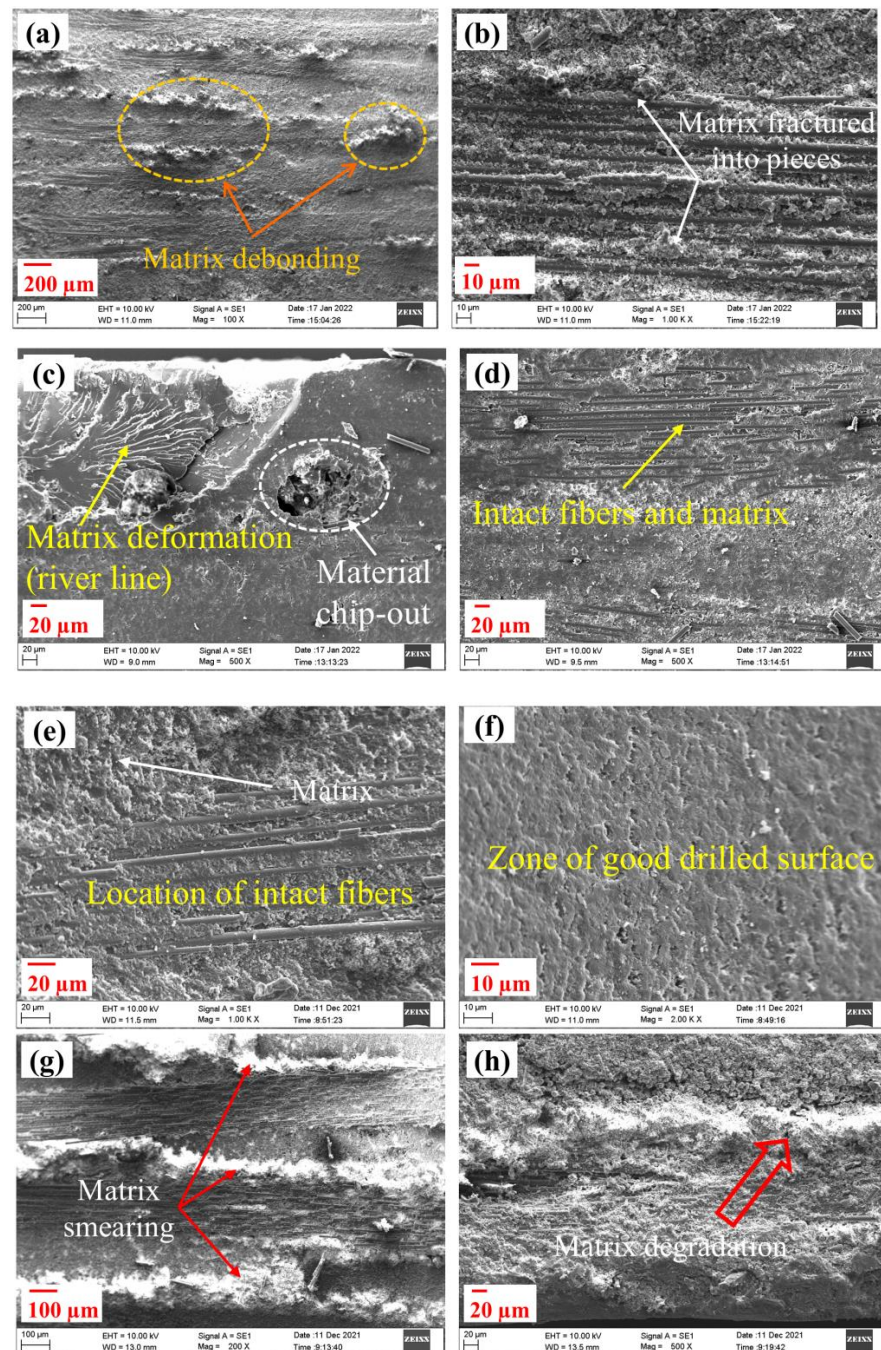 (a)
Matrix debonding
200 µm
200 µm
EHT = 10.00 kV Signal A = SE1 Date :17 Jan 2022
WD = 11.0 mm Mag = 100 X Time :15:04:26
ZEISS
(b)
Matrix fractured
into pieces
10 µm
10 µm
EHT = 10.00 kV Signal A = SE1 Date :17 Jan 2022
WD = 11.0 mm Mag = 1.00 K X Time :15:22:19
ZEISS
(c)
Matrix deformation
(river line)
Material
chip-out
20 µm
20 µm
EHT = 10.00 kV Signal A = SE1 Date :17 Jan 2022
WD = 9.0 mm Mag = 500 X Time :13:13:23
ZEISS
(d)
Intact fibers and matrix
20 µm
20 µm
EHT = 10.00 kV Signal A = SE1 Date :17 Jan 2022
WD = 9.5 mm Mag = 500 X Time :13:14:51
ZEISS
(e)
Matrix
Location of intact fibers
20 µm
20 µm
EHT = 10.00 kV Signal A = SE1 Date :11 Dec 2021
WD = 11.5 mm Mag = 1.00 K X Time :8:51:23
ZEISS
(f)
Zone of good drilled surface
10 µm
10 µm
EHT = 10.00 kV Signal A = SE1 Date :11 Dec 2021
WD = 11.0 mm Mag = 2.00 K X Time :8:49:16
ZEISS
(g)
Matrix
smearing
100 µm
100 µm
EHT = 10.00 kV Signal A = SE1 Date :11 Dec 2021
WD = 13.0 mm Mag = 200 X Time :9:13:40
ZEISS
(h)
Matrix degradation
20 µm
20 µm
EHT = 10.00 kV Signal A = SE1 Date :11 Dec 2021
WD = 13.5 mm Mag = 500 X Time :9:19:42
ZEISS